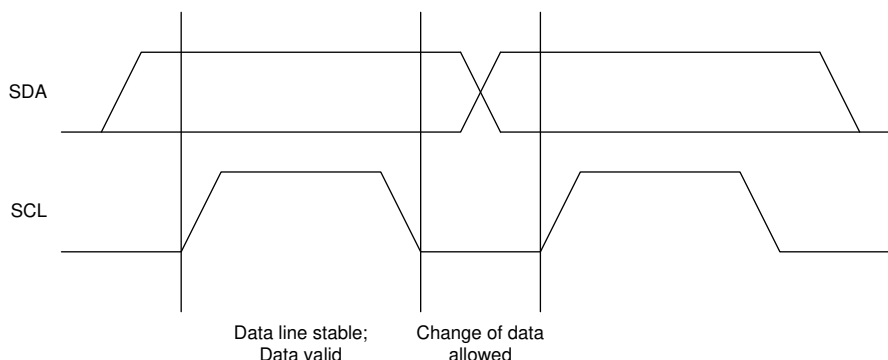 SDA
SCL
Data line stable;
Data valid
Change of data
allowed